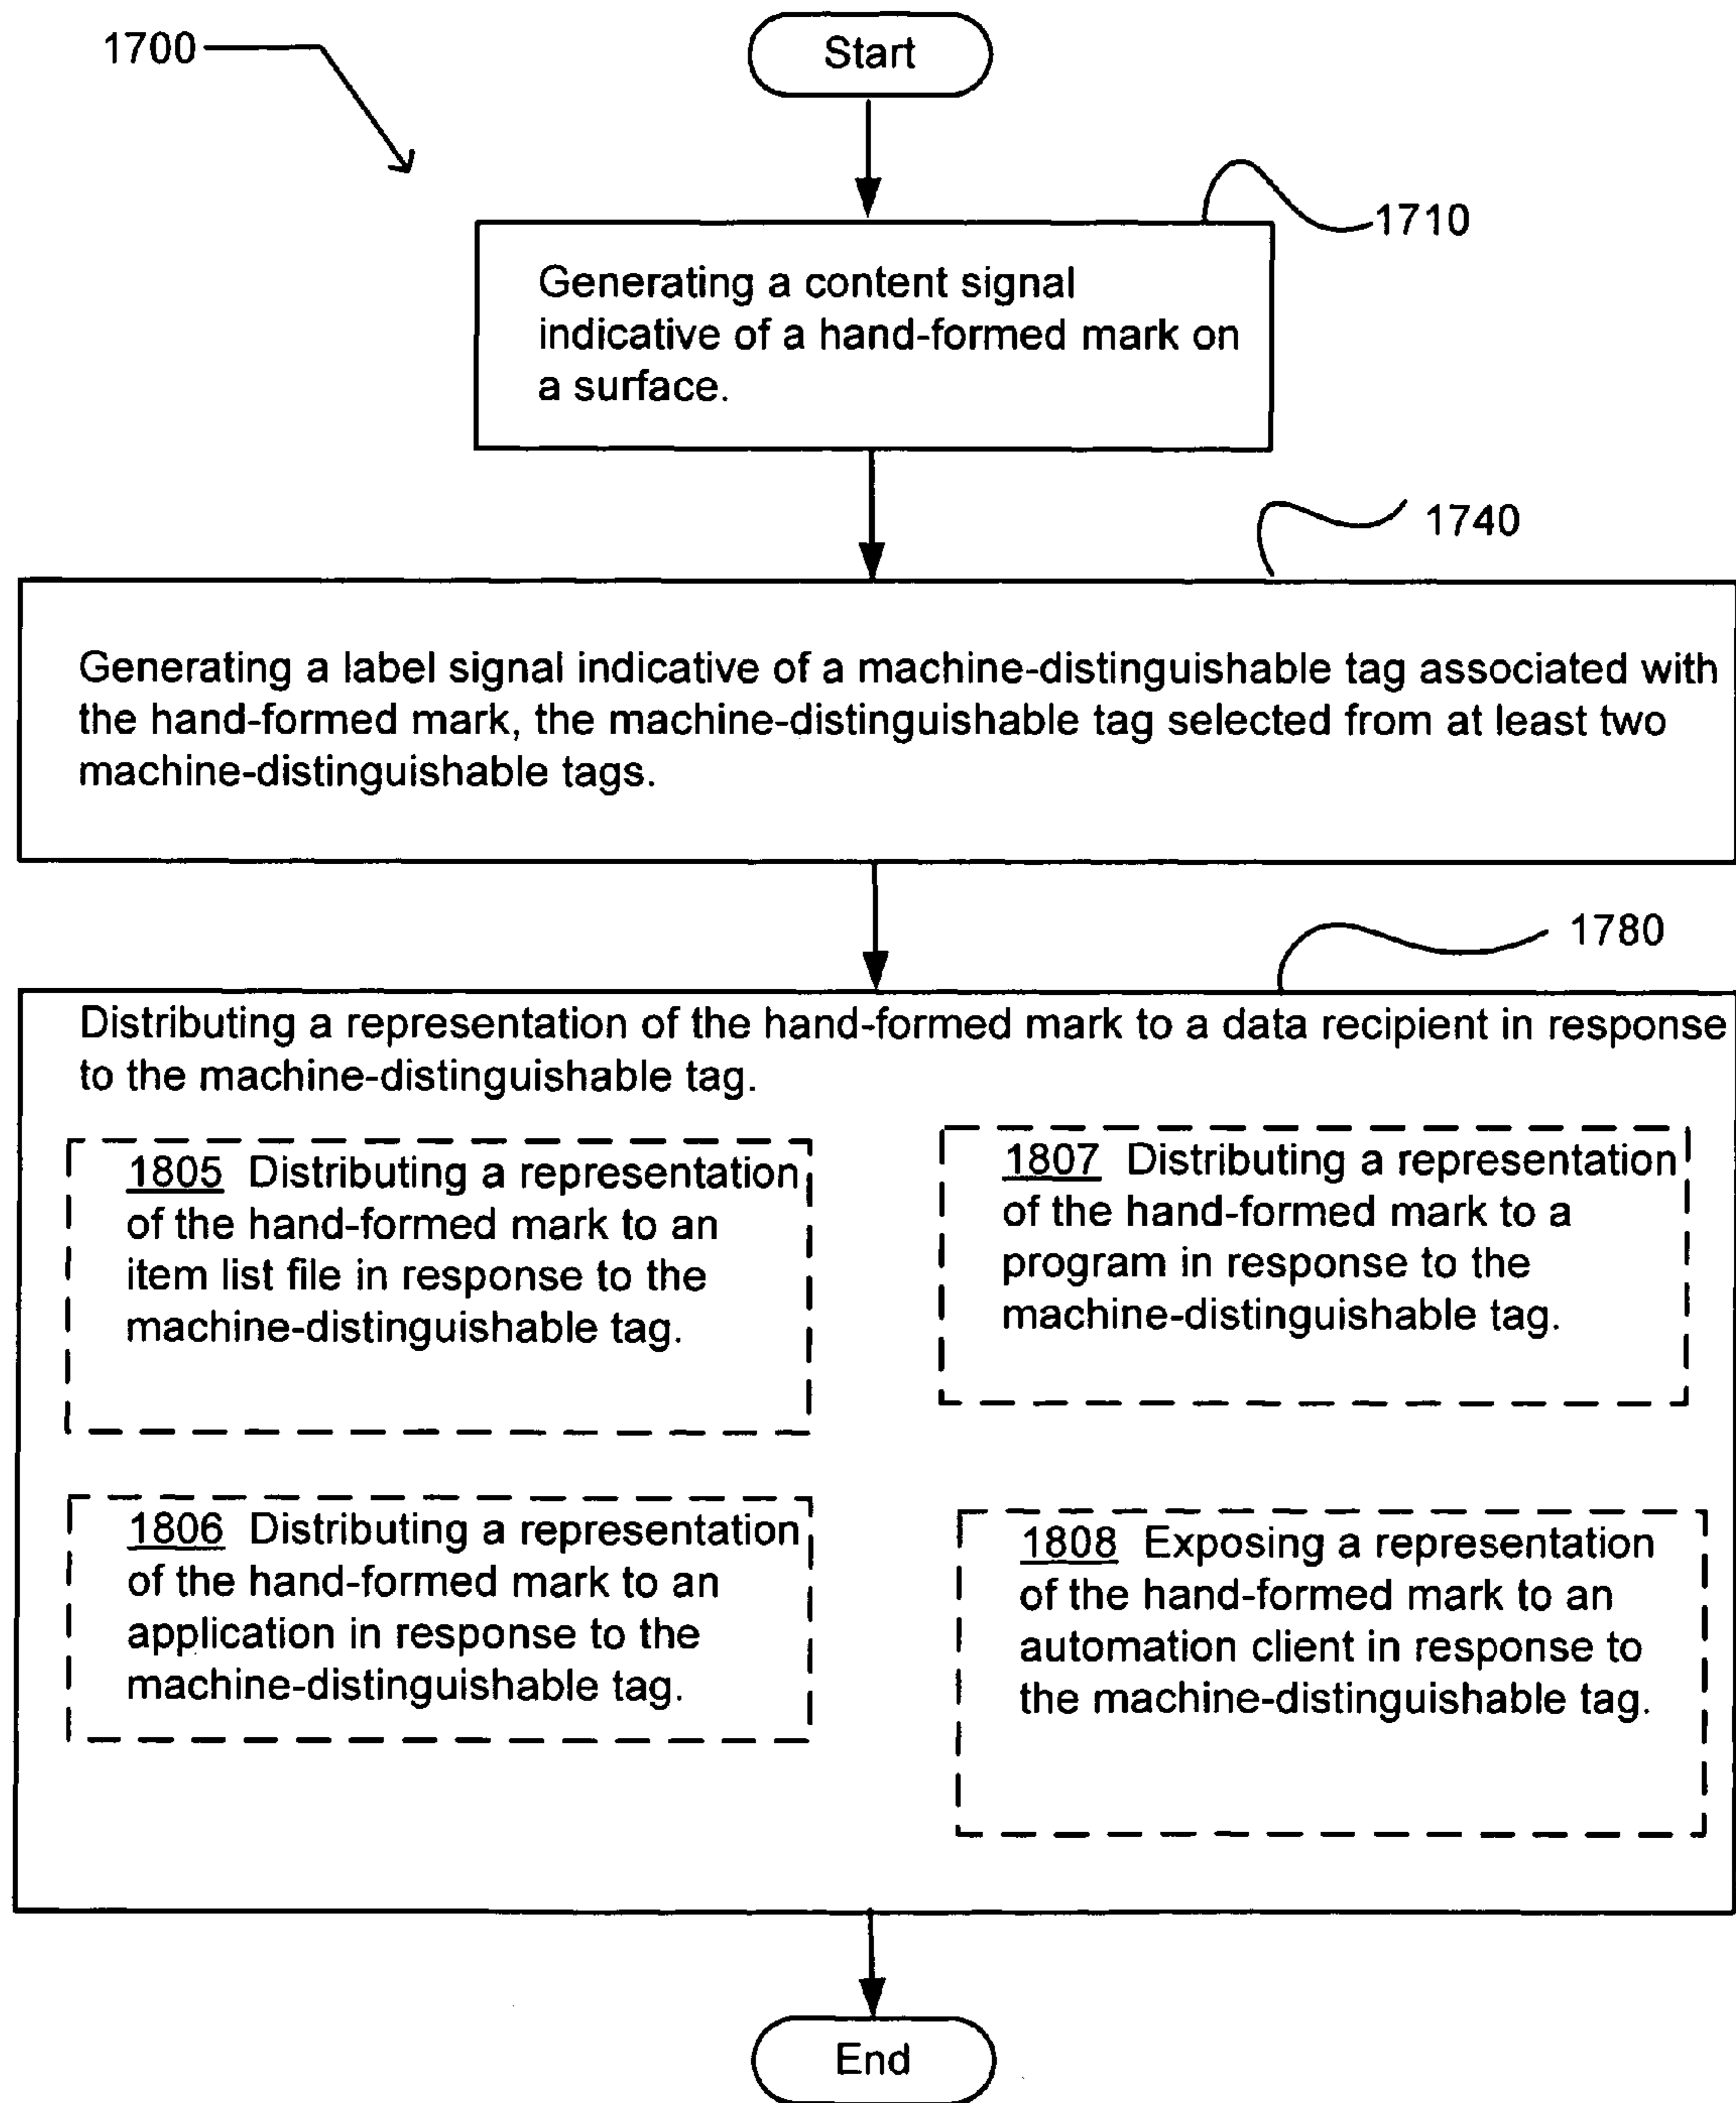 1700
Start
1710
Generating a content signal
indicative of a hand-formed mark on
a surface.
1740
Generating a label signal indicative of a machine-distinguishable tag associated with
the hand-formed mark, the machine-distinguishable tag selected from at least two
machine-distinguishable tags.
1780
Distributing a representation of the hand-formed mark to a data recipient in response
to the machine-distinguishable tag.
1805 Distributing a representation
of the hand-formed mark to an
item list file in response to the
machine-distinguishable tag.
1807 Distributing a representation
of the hand-formed mark to a
program in response to the
machine-distinguishable tag.
1806 Distributing a representation
of the hand-formed mark to an
application in response to the
machine-distinguishable tag.
1808 Exposing a representation
of the hand-formed mark to an
automation client in response to
the machine-distinguishable tag.
End